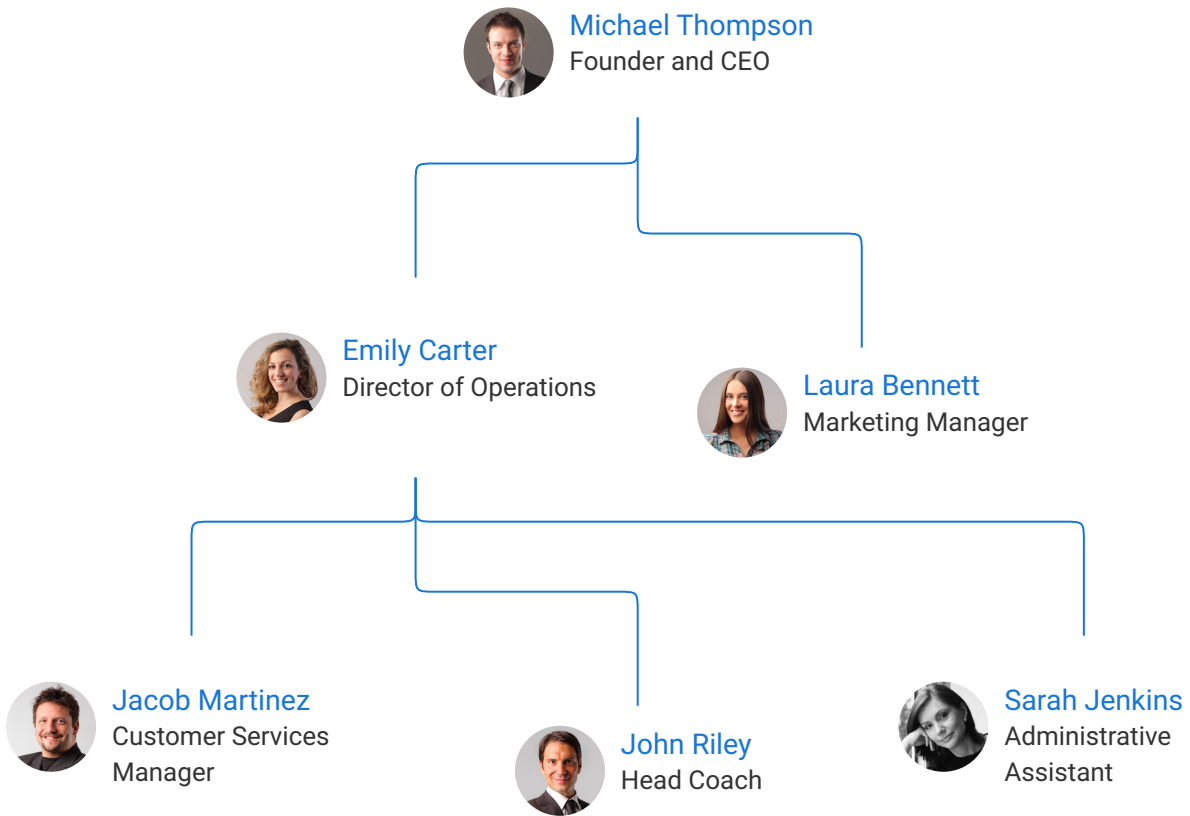 Michael Thompson
Founder and CEO
Emily Carter
Director of Operations
Laura Bennett
Marketing Manager
Jacob Martinez
Customer Services
Manager
John Riley
Head Coach
Sarah Jenkins
Administrative
Assistant